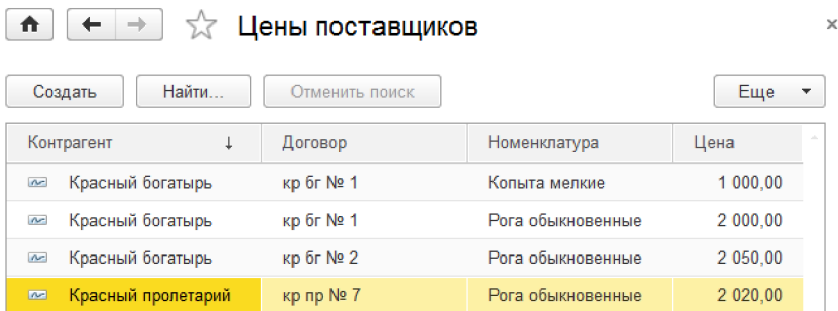 Цены поставщиков
Создать Найти... Отменить поиск Еще
Контрагент ↓ Договор Номенклатура Цена
Красный богатырь кр бг № 1 Копыта мелкие 1 000,00
Красный богатырь кр бг № 1 Рога обыкновенные 2 000,00
Красный богатырь кр бг № 2 Рога обыкновенные 2 050,00
Красный пролетарий кр пр № 7 Рога обыкновенные 2 020,00